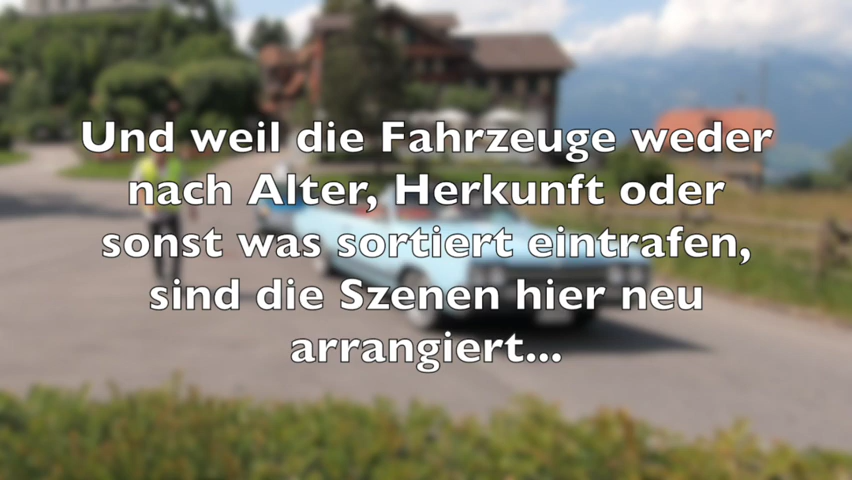 Und weil die Fahrzeuge weder
nach Alter, Herkunft oder
sonst was sortiert eintrafen,
sind die Szenen hier neu
arrangiert...